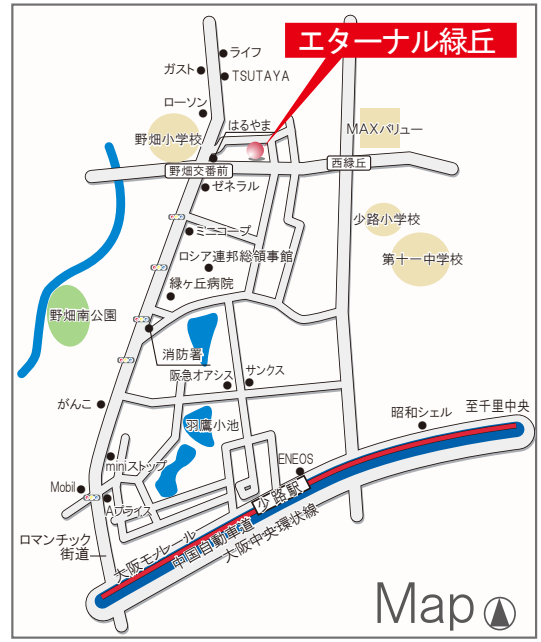 エターナル緑丘
ライフ
ガスト
TSUTAYA
ローソン
はるやま
野畑小学校
MAXバリュー
野畑交番前
西緑丘
ゼネラル
ミニコープ
少路小学校
ロシア連邦総領事館
第十一中学校
緑ヶ丘病院
野畑南公園
消防署
阪急オアシス
サンクス
がんこ
羽鷹小池
昭和シェル
至千里中央
miniストップ
ENEOS
Mobil
Aプライス
少路駅
ロマンチック
街道
大阪モノレール
中国自動車道
大阪中央環状線
Map